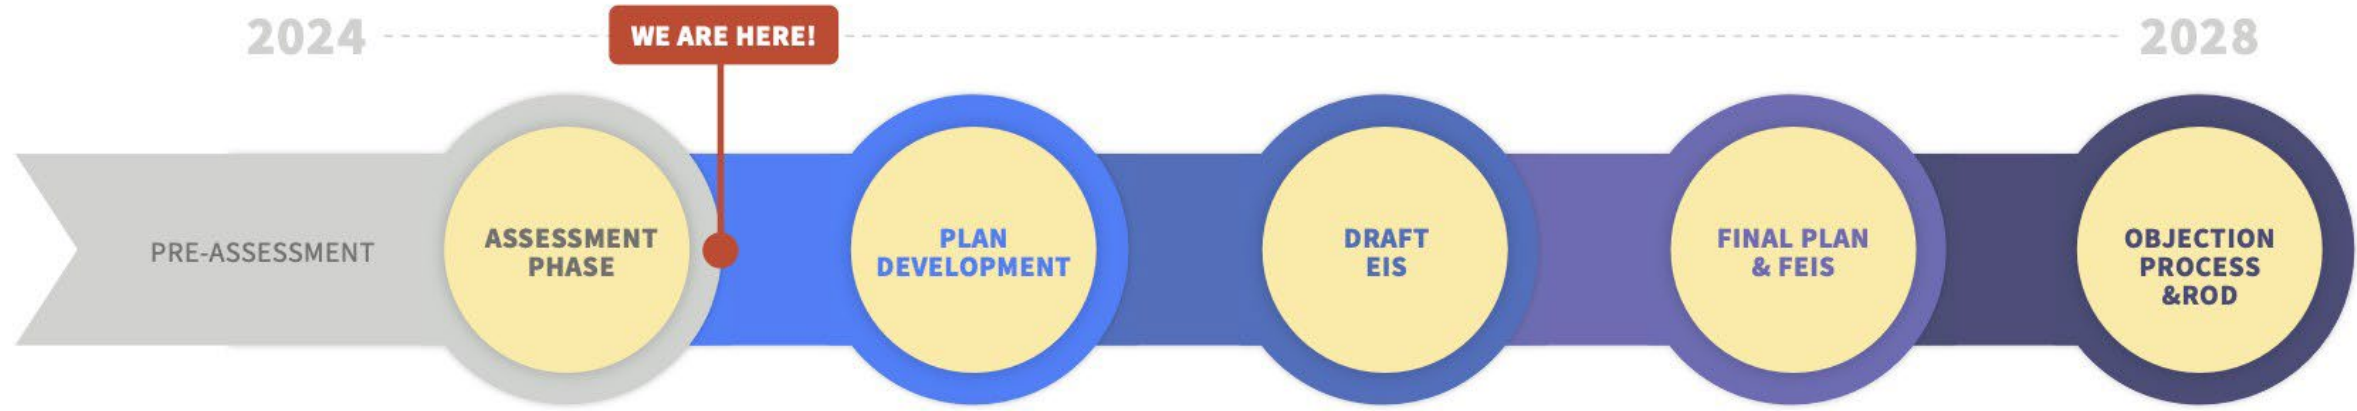 2024
WE ARE HERE!
2028
PRE-ASSESSMENT
ASSESSMENT
PHASE
PLAN
DEVELOPMENT
DRAFT
EIS
FINAL PLAN
& FEIS
OBJECTION
PROCESS
&ROD